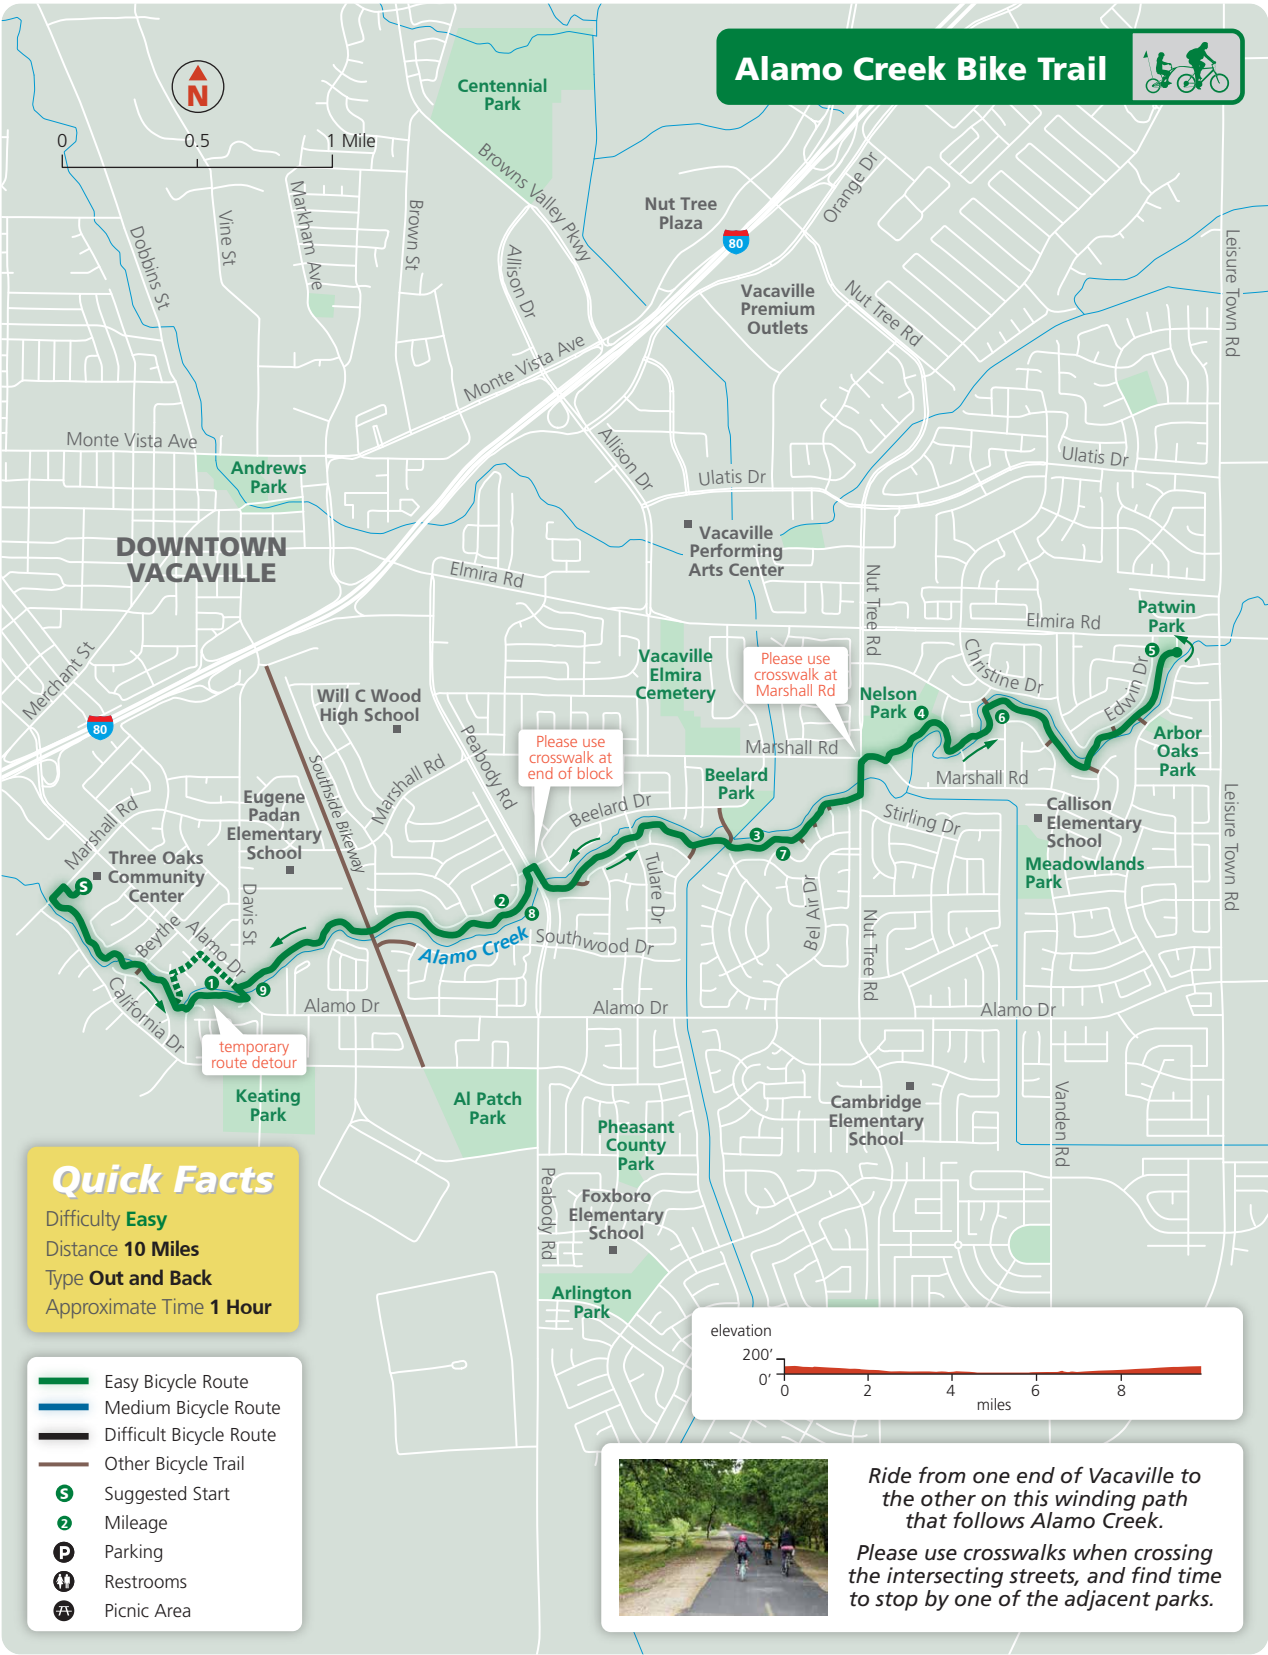 Alamo Creek Bike Trail
N
0 0.5 1 Mile
Centennial
Park
Browns Valley Pkwy
Nut Tree
Plaza
Orange Dr
80
Dobbins St
Vine St
Markham Ave
Brown St
Allison Dr
Leisure Town Rd
Vacaville
Premium
Outlets
Nut Tree Rd
Monte Vista Ave
Monte Vista Ave
Andrews
Park
Allison Dr
Ulatis Dr
Ulatis Dr
DOWNTOWN
VACAVILLE
Vacaville
Performing
Arts Center
Elmira Rd
Nut Tree Rd
Elmira Rd
Patwin
Park
5
Merchant St
80
Will C Wood
High School
Vacaville
Elmira
Cemetery
Please use
crosswalk at
Marshall Rd
Christine Dr
Nelson
Park
4
6
Edwin Dr
Arbor
Oaks
Park
Please use
crosswalk at
end of block
Peabody Rd
Marshall Rd
Marshall Rd
Marshall Rd
Southside Bikeway
Beelard
Park
Beelard Dr
Stirling Dr
Callison
Elementary
School
Leisure Town Rd
Marshall Rd
Eugene
Padan
Elementary
School
Three Oaks
Community
Center
S
3
7
Meadowlands
Park
Tulare Dr
Bel Air Dr
Davis St
2
8
Beythe
Alamo Dr
Alamo Creek
Southwood Dr
Nut Tree Rd
California Dr
1
9
Alamo Dr
Alamo Dr
Alamo Dr
temporary
route detour
Keating
Park
Al Patch
Park
Pheasant
County
Park
Cambridge
Elementary
School
Vanden Rd
Peabody Rd
Foxboro
Elementary
School
Arlington
Park
Quick Facts
Difficulty Easy
Distance 10 Miles
Type Out and Back
Approximate Time 1 Hour
Easy Bicycle Route
Medium Bicycle Route
Difficult Bicycle Route
Other Bicycle Trail
S Suggested Start
2 Mileage
P Parking
Restrooms
Picnic Area
elevation
200'
0'
0 2 4 6 8
miles
Ride from one end of Vacaville to
the other on this winding path
that follows Alamo Creek.
Please use crosswalks when crossing
the intersecting streets, and find time
to stop by one of the adjacent parks.